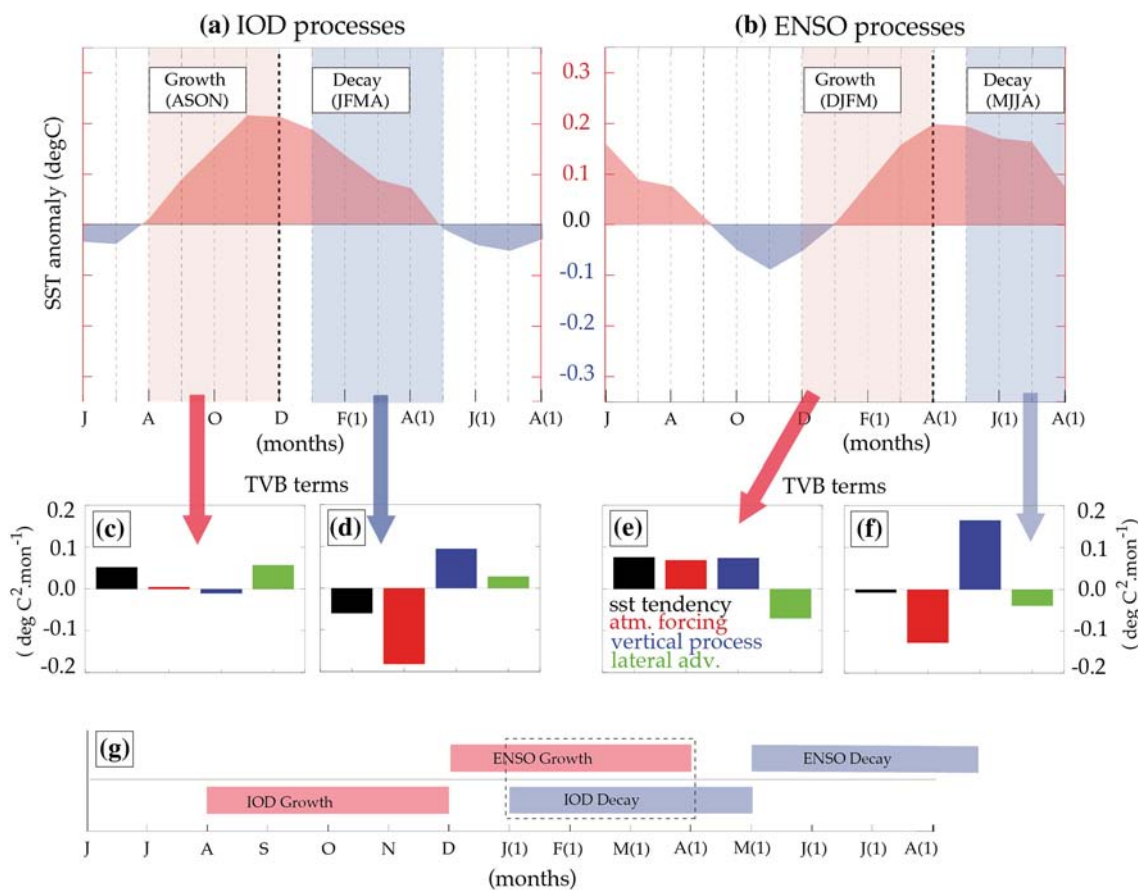 (a) IOD processes
(b) ENSO processes
Growth
(ASON)
Decay
(JFMA)
Growth
(DJFM)
Decay
(MJJA)
SST anomaly (degC)
0.3
0.2
0.1
0.0
-0.1
-0.2
-0.3
J A O D F(1) A(1) J(1) A(1)
(months)
J A O D F(1) A(1) J(1) A(1)
(months)
TVB terms
TVB terms
(c)
(d)
(e)
(f)
0.2
0.1
0.0
-0.1
-0.2
( deg C².mon⁻¹)
sst tendency
atm. forcing
vertical process
lateral adv.
0.2
0.1
0.0
-0.1
-0.2
( deg C².mon⁻¹)
(g)
ENSO Growth
ENSO Decay
IOD Growth
IOD Decay
J J A S O N D J(1) F(1) M(1) A(1) M(1) J(1) J(1) A(1)
(months)